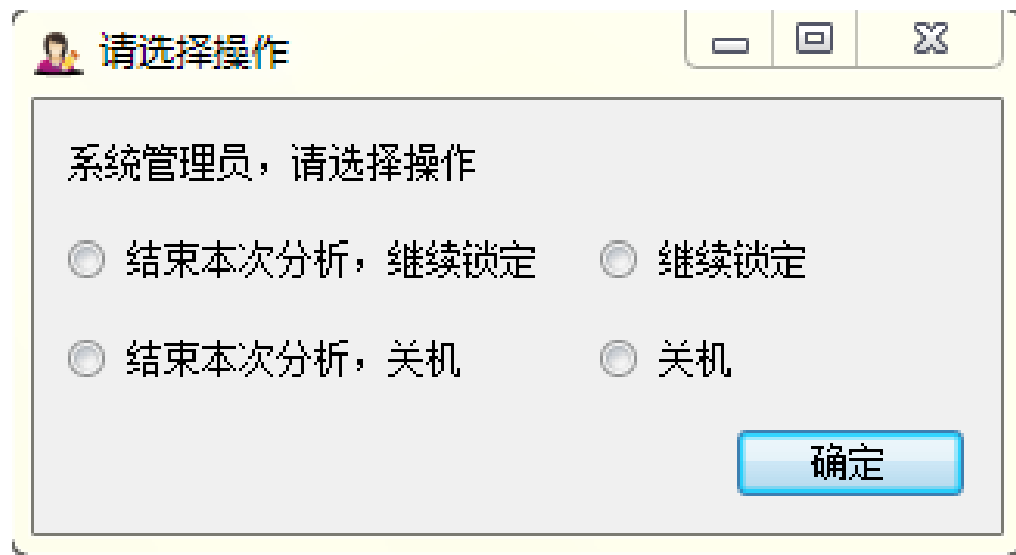 请选择操作
系统管理员，请选择操作
结束本次分析，继续锁定 继续锁定
结束本次分析，关机 关机
确定